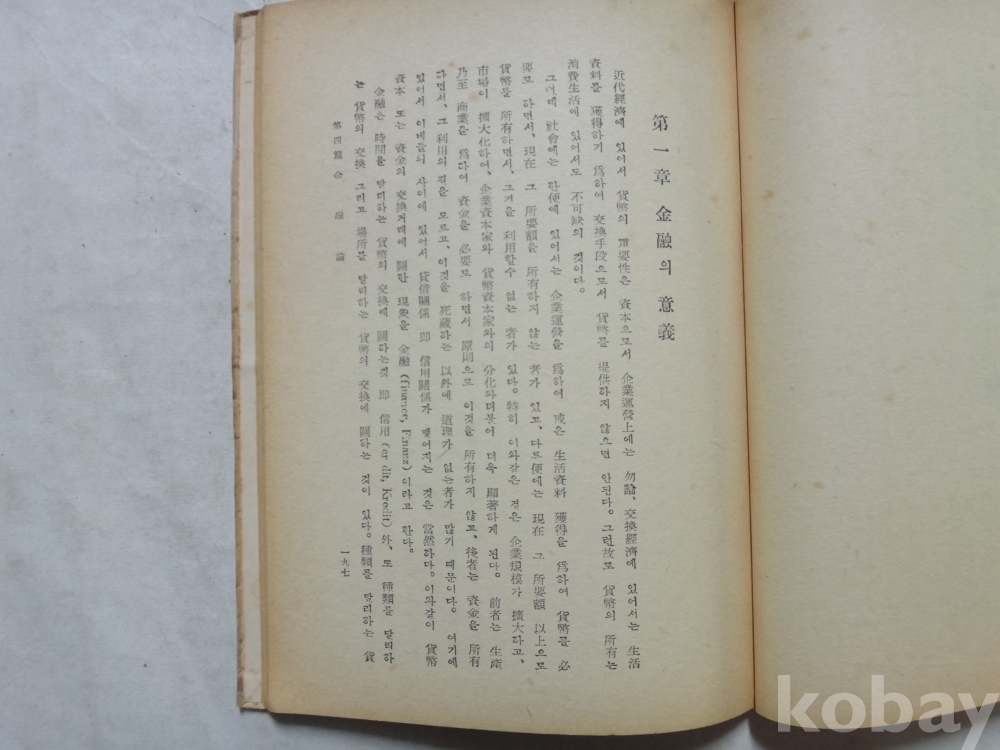 第一章 金融의 意義
近代經濟에 있어서 貨幣의 重要性은 資本으로서 企業運營上에는 勿論、交換經濟에 있어서는 生活
資料를 獲得하기 爲하여 交換手段으로서 貨幣를 提供하지 않으면 안된다。그런故로 貨幣의 所有는
消費生活에 있어서도 不可缺의 것이다。
그런데 社會에는 한便에 있어서는 企業運營을 爲하여 或은 生活資料 獲得을 爲하여 貨幣를 必
要로 하면서、現在 그 所要額을 所有하지 않는 者가 있고、다른便에는 現在 그 所要額 以上으로
貨幣를 所有하면서、그것을 利用할수 없는 者가 있다。特히 이와같은 것은 企業規模가 擴大하고、
市場이 擴大化하여、企業資本家와 貨幣資本家와의 分化와더불어 더욱 顯著하게 된다。前者는 生産
乃至 商業을 爲하여 資金을 必要로 하면서 原則으로 이것을 所有하지 않고、後者는 資金을 所有
하면서、그 利用의 길을 모르고、이것을 死藏하는 以外에 道理가 없는者가 많기 때문이다。여기에
있어서 이네들의 사이에 있어서 貸借關係 即 信用關係가 맺어지는 것은 當然하다。이와같이 貨幣
資本 또는 資金의 交換거래에 關한 現象을 金融(finance, Finanz)이라고 한다。
金融은 時間을 달리하는 貨幣의 交換에 關하는것 即 信用(cr dit, Kredit)外、또 種類를 달리하
는 貨幣의 交換 그리고 場所를 달리하는 貨幣의 交換에 關하는 것이 있다。種類를 달리하는 貨
第四篇 金融論
一九七
kobay